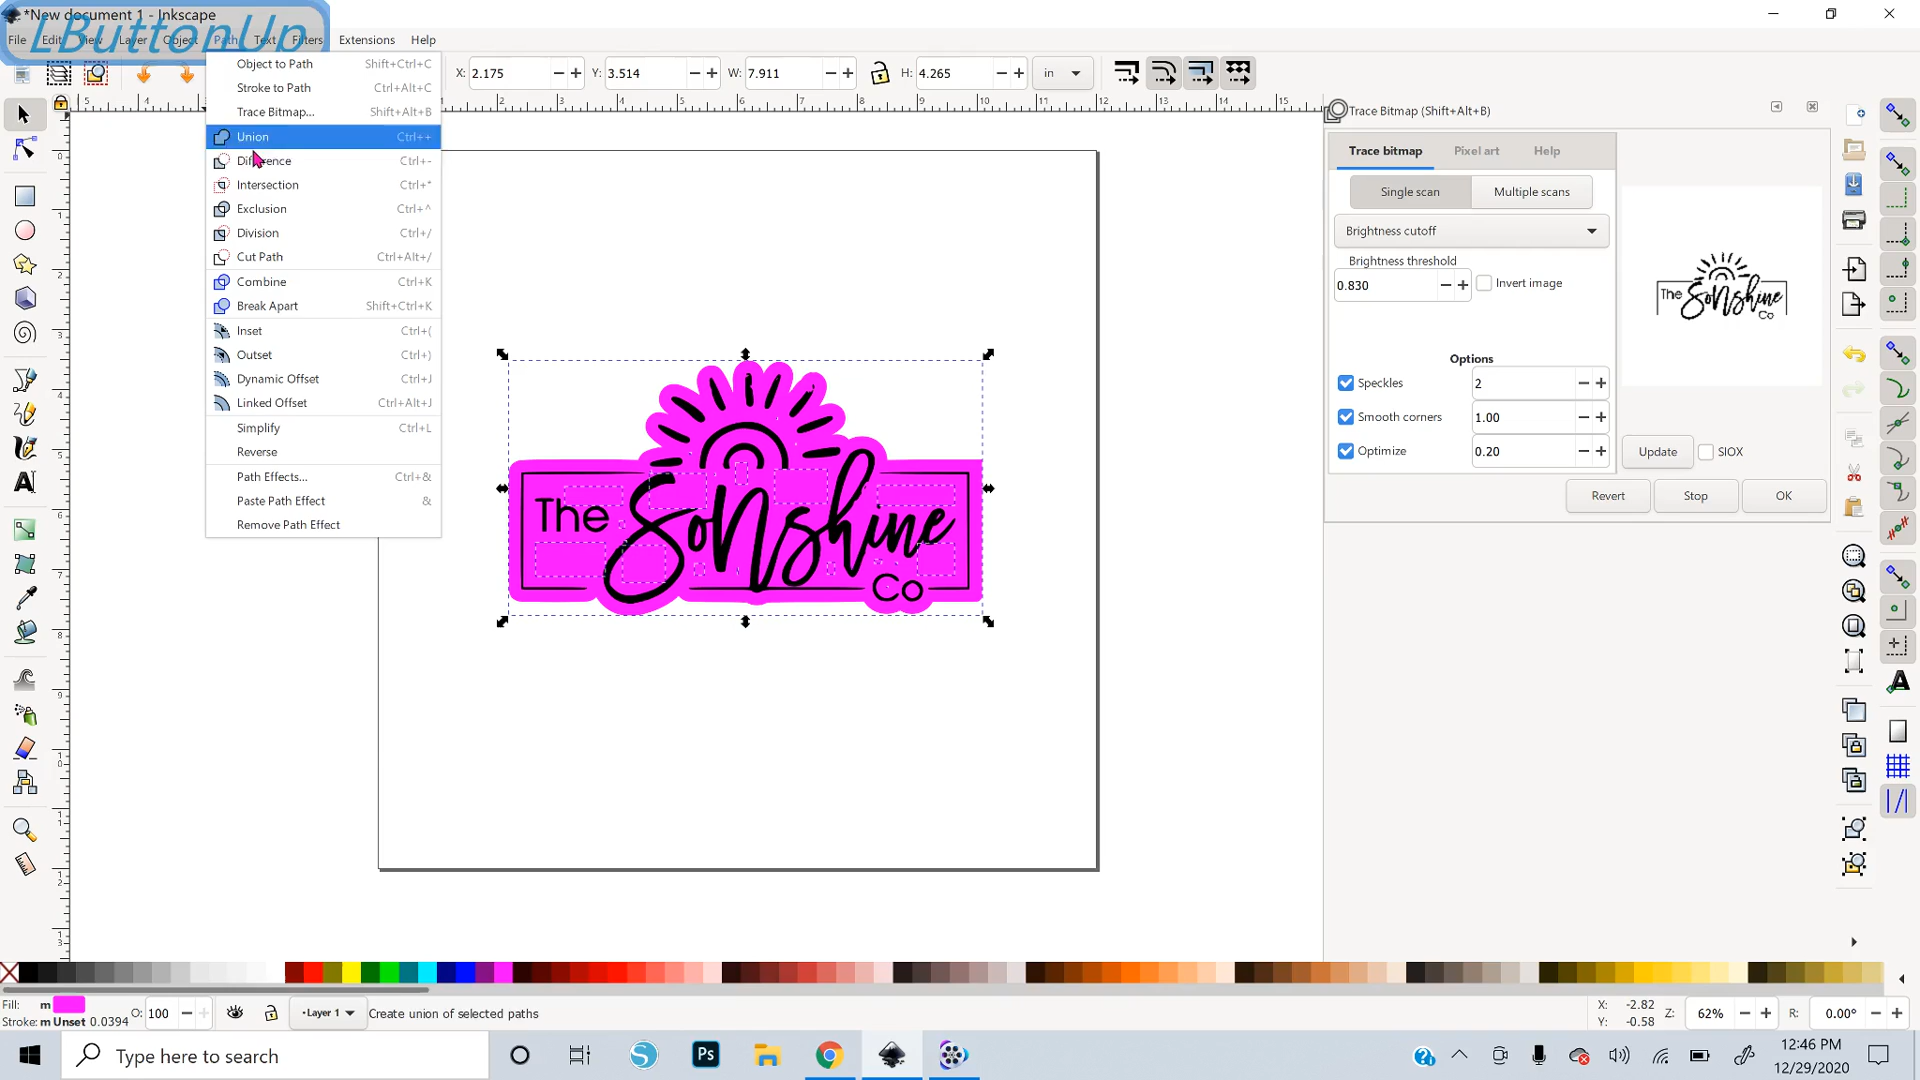 *New document 1 - Inkscape
LButtonUp
File Edit View Layer Object Path Text Filters Extensions Help
X: 2.175 Y: 3.514 W: 7.911 H: 4.265 in
Object to Path Shift+Ctrl+C
Stroke to Path Ctrl+Alt+C
Trace Bitmap... Shift+Alt+B
Union Ctrl++
Difference Ctrl+-
Intersection Ctrl+*
Exclusion Ctrl+^
Division Ctrl+/
Cut Path Ctrl+Alt+/
Combine Ctrl+K
Break Apart Shift+Ctrl+K
Inset Ctrl+(
Outset Ctrl+)
Dynamic Offset Ctrl+J
Linked Offset Ctrl+Alt+J
Simplify Ctrl+L
Reverse
Path Effects... Ctrl+&
Paste Path Effect &
Remove Path Effect
The Sonshine
Co
Trace Bitmap (Shift+Alt+B)
Trace bitmap Pixel art Help
Single scan Multiple scans
Brightness cutoff
Brightness threshold
0.830 Invert image
Options
Speckles 2
Smooth corners 1.00
Optimize 0.20
Update SIOX
Revert Stop OK
The Sonshine
Co
Fill: m
Stroke: m Unset 0.0394
O: 100
•Layer 1
Create union of selected paths
X: -2.82
Y: -0.58
Z: 62% R: 0.00°
Type here to search
Ps
12:46 PM
12/29/2020